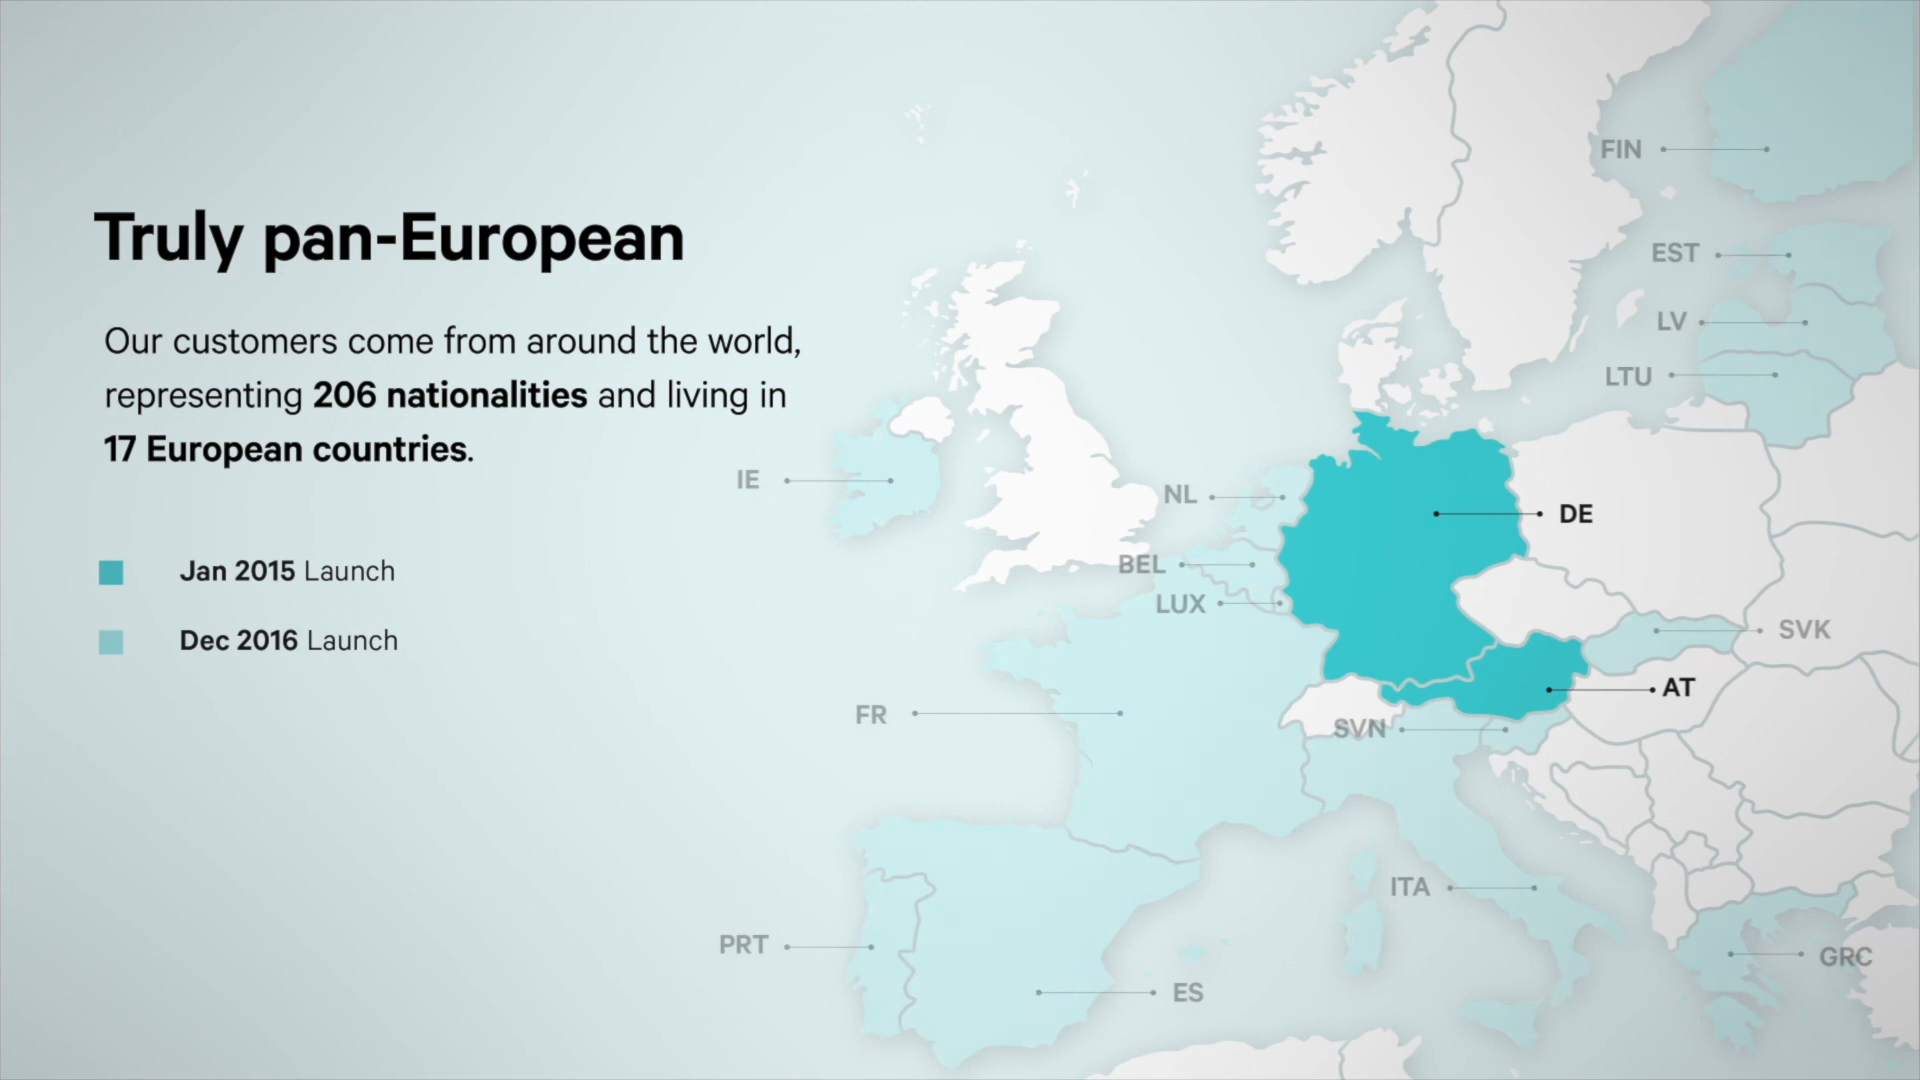 Truly pan-European
Our customers come from around the world,
representing 206 nationalities and living in
17 European countries.
Jan 2015 Launch
Dec 2016 Launch
FIN
EST
LV
LTU
IE
NL
DE
BEL
LUX
SVK
AT
FR
SVN
ITA
PRT
GRC
ES